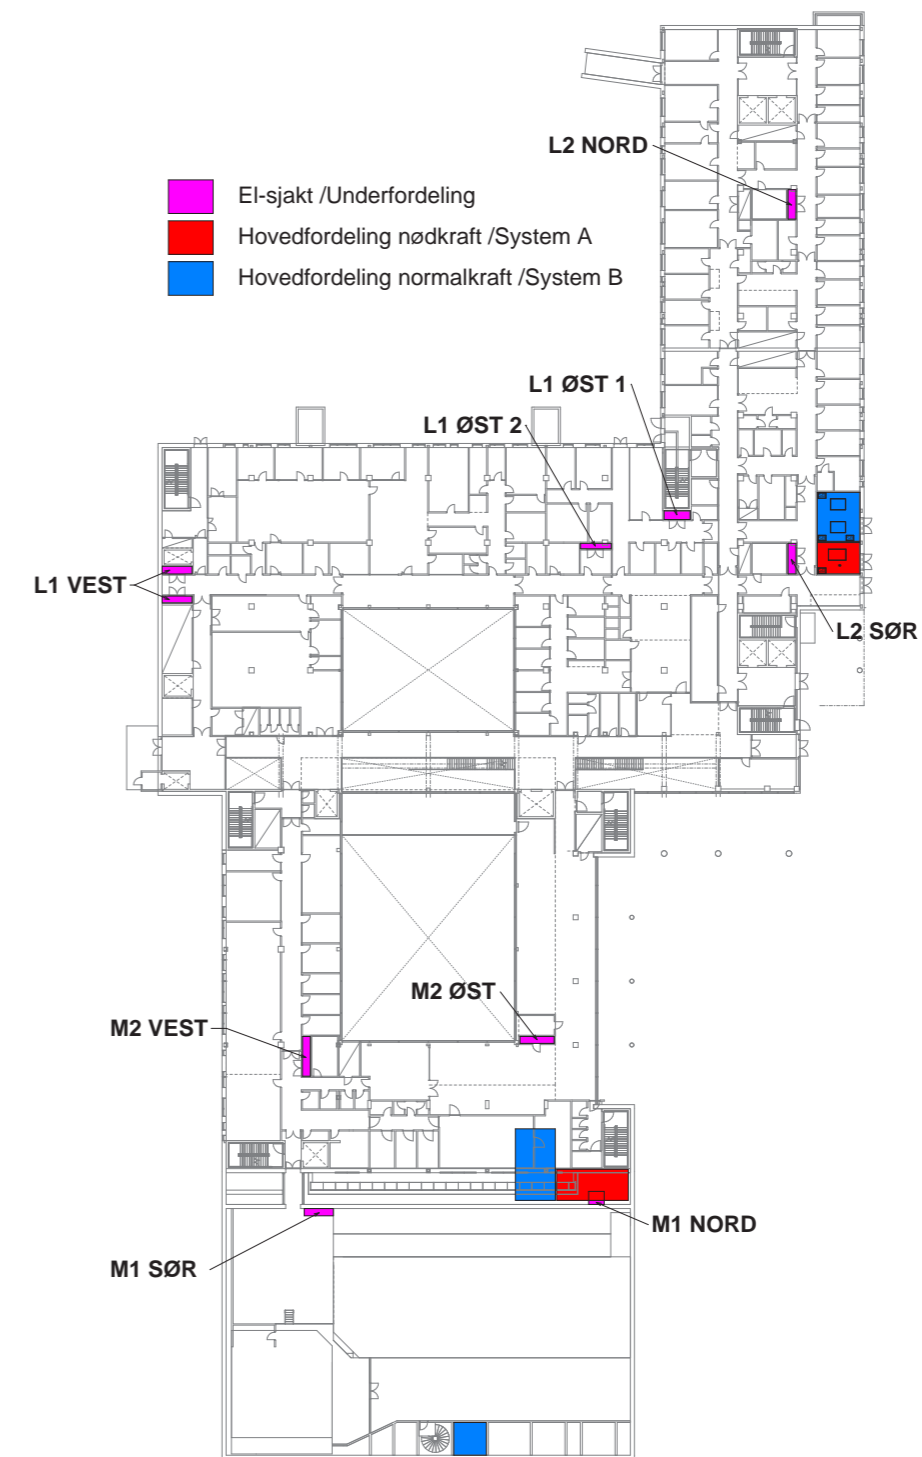 L2 NORD
El-sjakt /Underfordeling
Hovedfordeling nødkraft /System A
Hovedfordeling normalkraft /System B
L1 ØST 1
L1 ØST 2
L1 VEST
L2 SØR
M2 ØST
M2 VEST
M1 NORD
M1 SØR